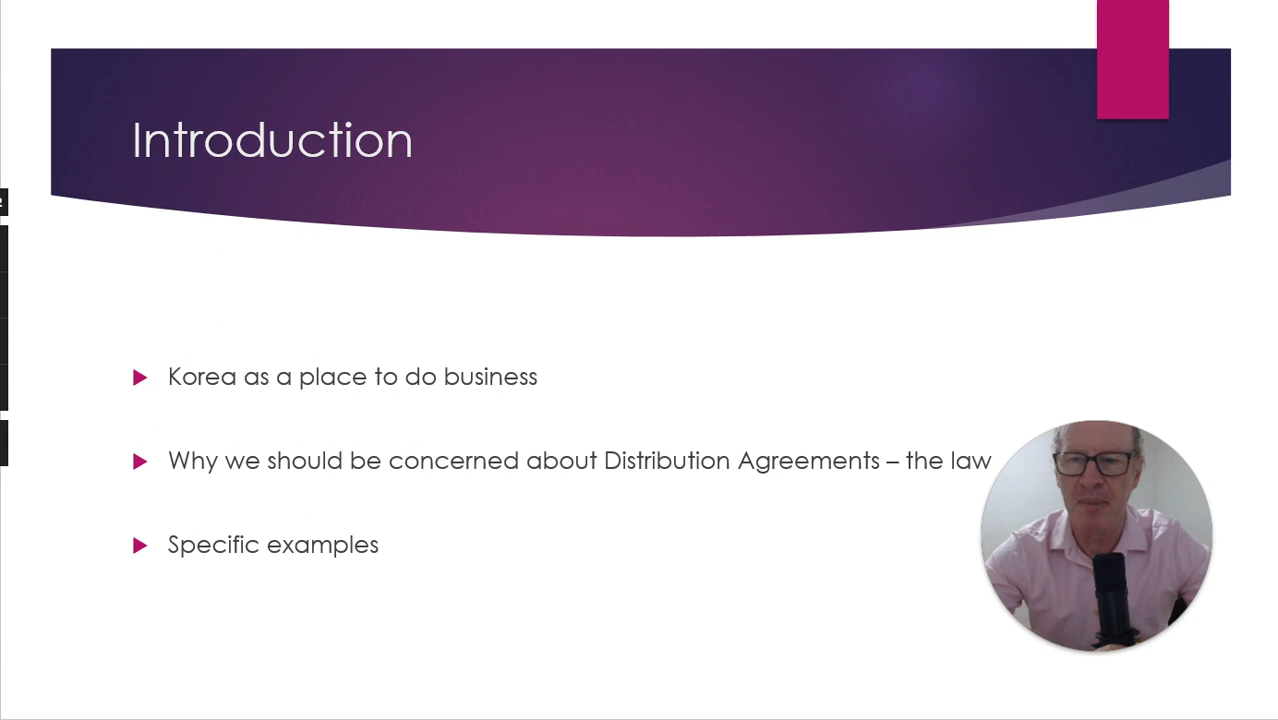 Introduction
Korea as a place to do business
Why we should be concerned about Distribution Agreements – the law
Specific examples